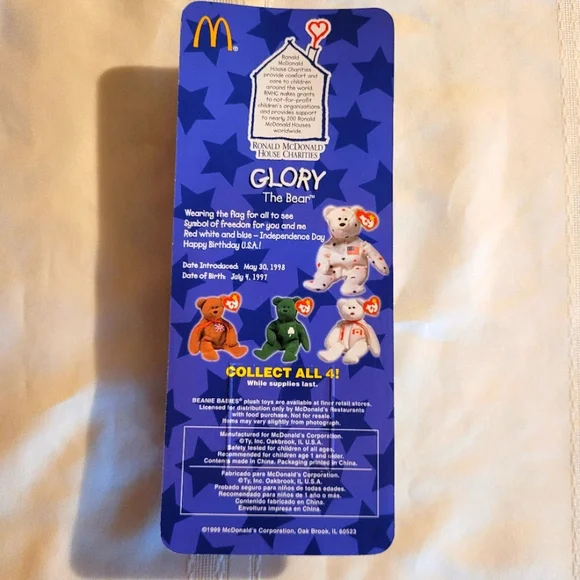 Ronald
McDonald
House Charities
provide comfort and
care to children
around the world.
RMHC makes grants
to not-for-profit
children's organizations
and provides support
to nearly 200 Ronald
McDonald Houses
worldwide
RONALD MCDONALD
HOUSE CHARITIES
GLORY
The Bear™
Wearing the flag for all to see
Symbol of freedom for you and me
Red white and blue – Independence Day
Happy Birthday U.S.A.!
Date Introduced: May 30, 1998
Date of Birth: July 4, 1997
ty
ty
ty
ty
COLLECT ALL 4!
While supplies last.
BEANIE BABIES® plush toys are available at finer retail stores.
Licensed for distribution only by McDonald's Restaurants
with food purchase. Not for resale.
Items may vary slightly from photograph.
Manufactured for McDonald's Corporation.
©Ty, Inc. Oakbrook, IL U.S.A.
Safety tested for children of all ages.
Recommended for children age 1 and older.
Contents made in China. Packaging printed in China.
Fabricado para McDonald's Corporation.
©Ty, Inc. Oakbrook, IL U.S.A.
Probado seguro para niños de todas edades.
Recomendado para niños de 1 año o más.
Contenido fabricado en China.
Envoltura impresa en China.
©1999 McDonald's Corporation, Oak Brook, IL 60523